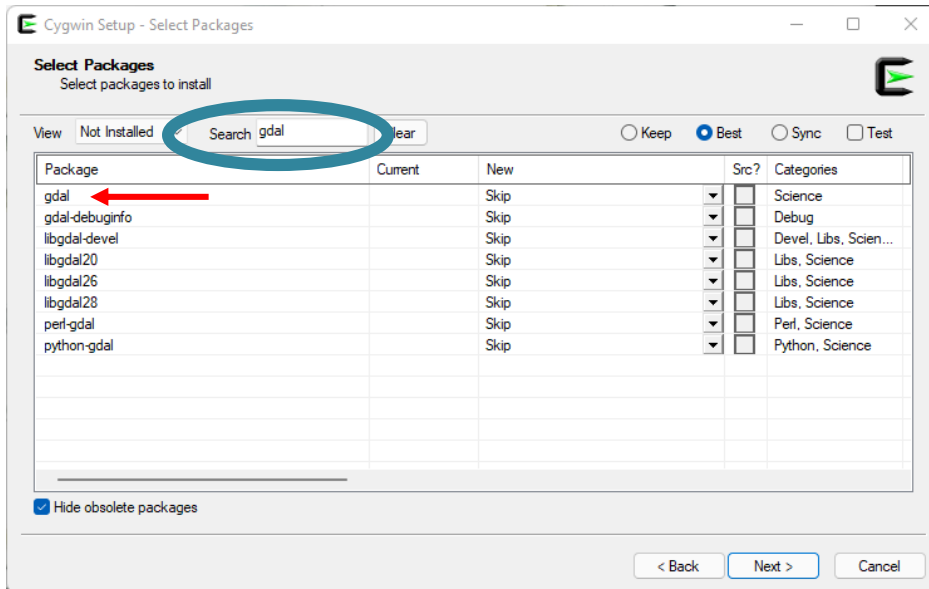 Cygwin Setup - Select Packages
Select Packages
Select packages to install
View Not Installed Search gdal Keep Best Sync Test
Package Current New Src? Categories
gdal Skip Science
gdal-debuginfo Skip Debug
libgdal-devel Skip Devel, Libs, Scien...
libgdal20 Skip Libs, Science
libgdal26 Skip Libs, Science
libgdal28 Skip Libs, Science
perl-gdal Skip Perl, Science
python-gdal Skip Python, Science
Hide obsolete packages
< Back Next > Cancel